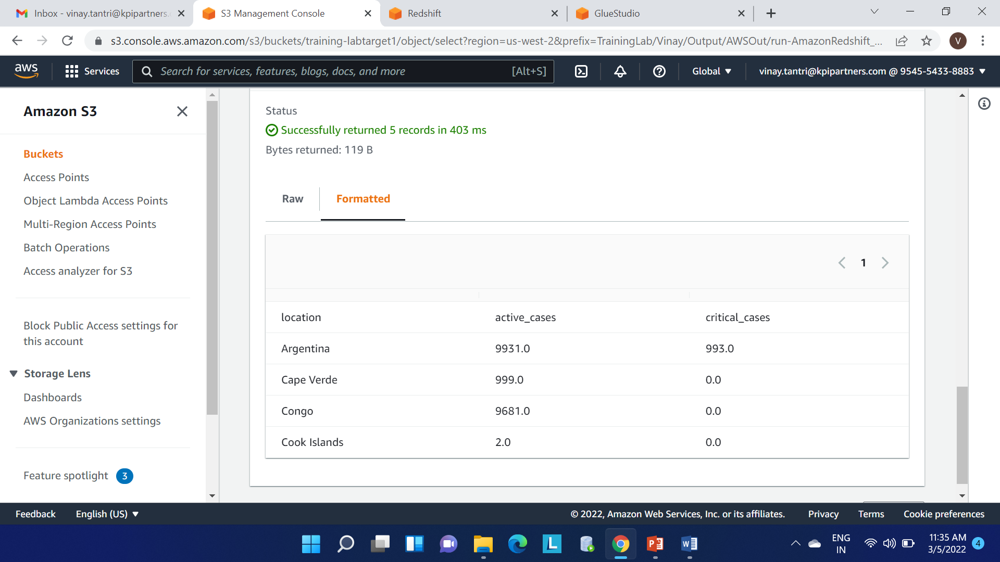 Inbox - vinay.tantri@kpipartners.
S3 Management Console
Redshift
GlueStudio
s3.console.aws.amazon.com/s3/buckets/training-labtarget1/object/select?region=us-west-2&prefix=TrainingLab/Vinay/Output/AWSOut/run-AmazonRedshift_...
V
aws
Services
Search for services, features, blogs, docs, and more
[Alt+S]
Global
vinay.tantri@kpipartners.com @ 9545-5433-8883
Amazon S3
Buckets
Access Points
Object Lambda Access Points
Multi-Region Access Points
Batch Operations
Access analyzer for S3
Block Public Access settings for
this account
Storage Lens
Dashboards
AWS Organizations settings
Feature spotlight 3
Status
Successfully returned 5 records in 403 ms
Bytes returned: 119 B
Raw
Formatted
1
location active_cases critical_cases
Argentina 9931.0 993.0
Cape Verde 999.0 0.0
Congo 9681.0 0.0
Cook Islands 2.0 0.0
Feedback
English (US)
© 2022, Amazon Web Services, Inc. or its affiliates.
Privacy
Terms
Cookie preferences
L
P
W
ENG
IN
11:35 AM
3/5/2022
4